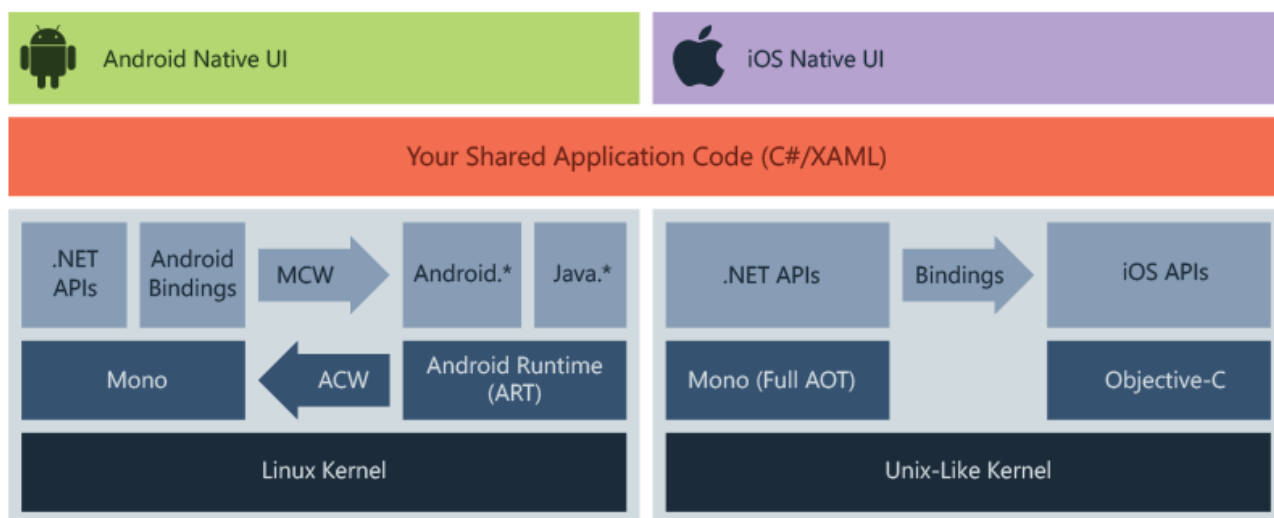 Android Native UI
iOS Native UI
Your Shared Application Code (C#/XAML)
.NET
APIs
Android
Bindings
MCW
Android.*
Java.*
.NET APIs
Bindings
iOS APIs
Mono
ACW
Android Runtime
(ART)
Mono (Full AOT)
Objective-C
Linux Kernel
Unix-Like Kernel